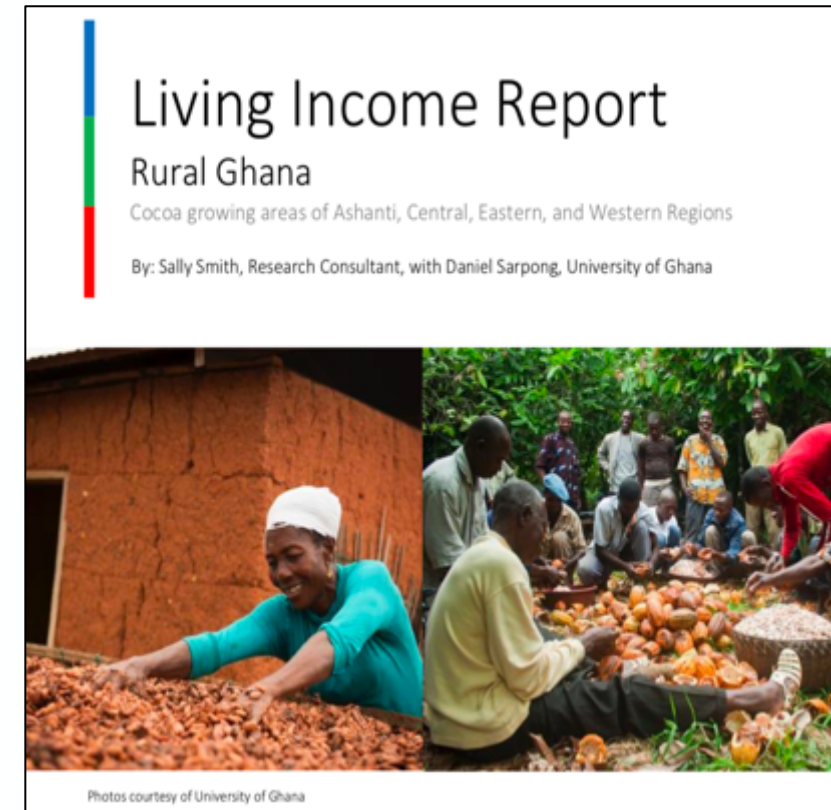 Living Income Report
Rural Ghana
Cocoa growing areas of Ashanti, Central, Eastern, and Western Regions
By: Sally Smith, Research Consultant, with Daniel Sarpong, University of Ghana
Photos courtesy of University of Ghana